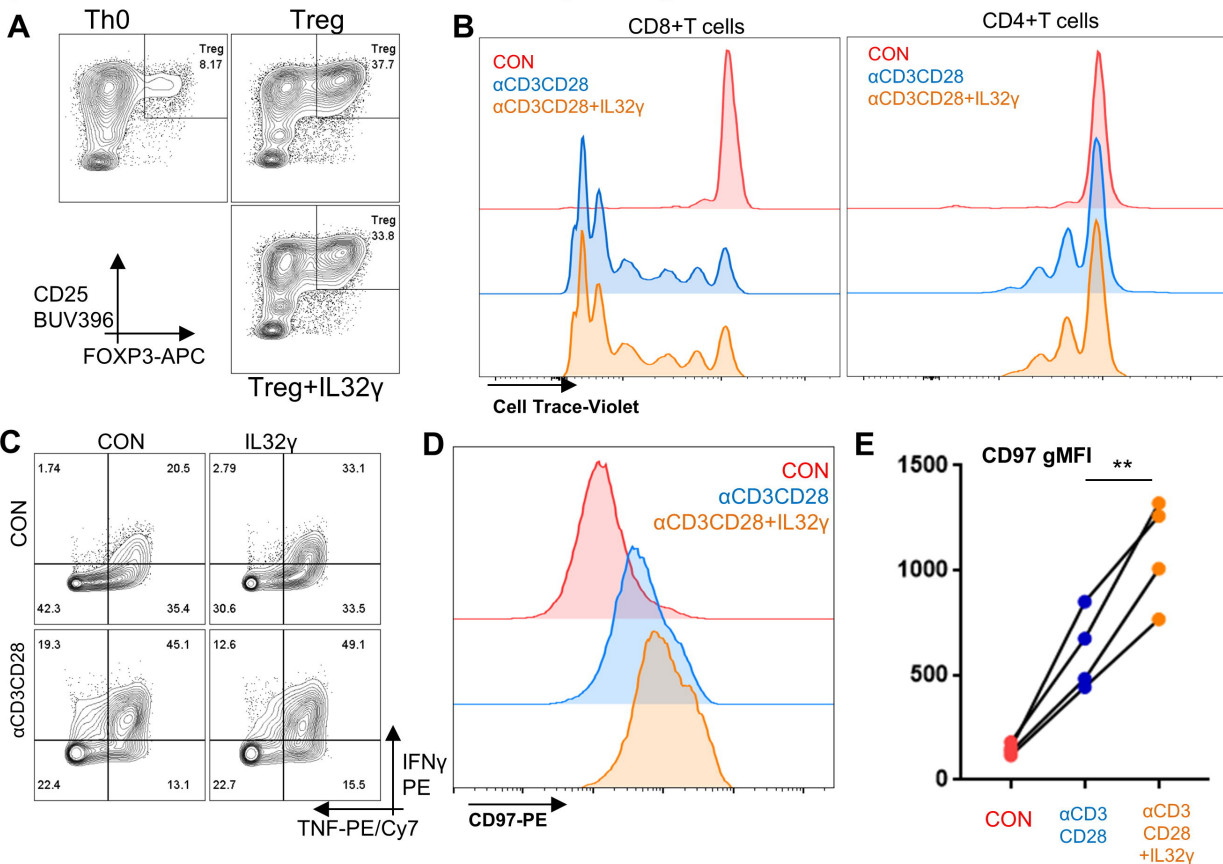 A
Th0
Treg
Treg
8.17
Treg
37.7
Treg
33.8
CD25
BUV396
FOXP3-APC
Treg+IL32γ
B
CD8+T cells
CD4+T cells
CON
αCD3CD28
αCD3CD28+IL32γ
CON
αCD3CD28
αCD3CD28+IL32γ
Cell Trace-Violet
C
CON
IL32γ
CON
1.74
20.5
42.3
35.4
2.79
33.1
30.6
33.5
αCD3CD28
19.3
45.1
22.4
13.1
12.6
49.1
22.7
15.5
IFNγ
PE
TNF-PE/Cy7
D
CON
αCD3CD28
αCD3CD28+IL32γ
CD97-PE
E
CD97 gMFI
**
1500
1000
500
0
CON
αCD3
CD28
αCD3
CD28
+IL32γ